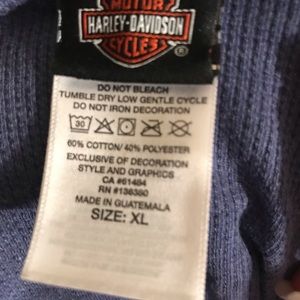 MOTOR
HARLEY-DAVIDSON
CYCLES
®
DO NOT BLEACH
TUMBLE DRY LOW GENTLE CYCLE
DO NOT IRON DECORATION
30
60% COTTON/ 40% POLYESTER
EXCLUSIVE OF DECORATION
STYLE AND GRAPHICS
CA #61484
RN #136380
MADE IN GUATEMALA
SIZE: XL